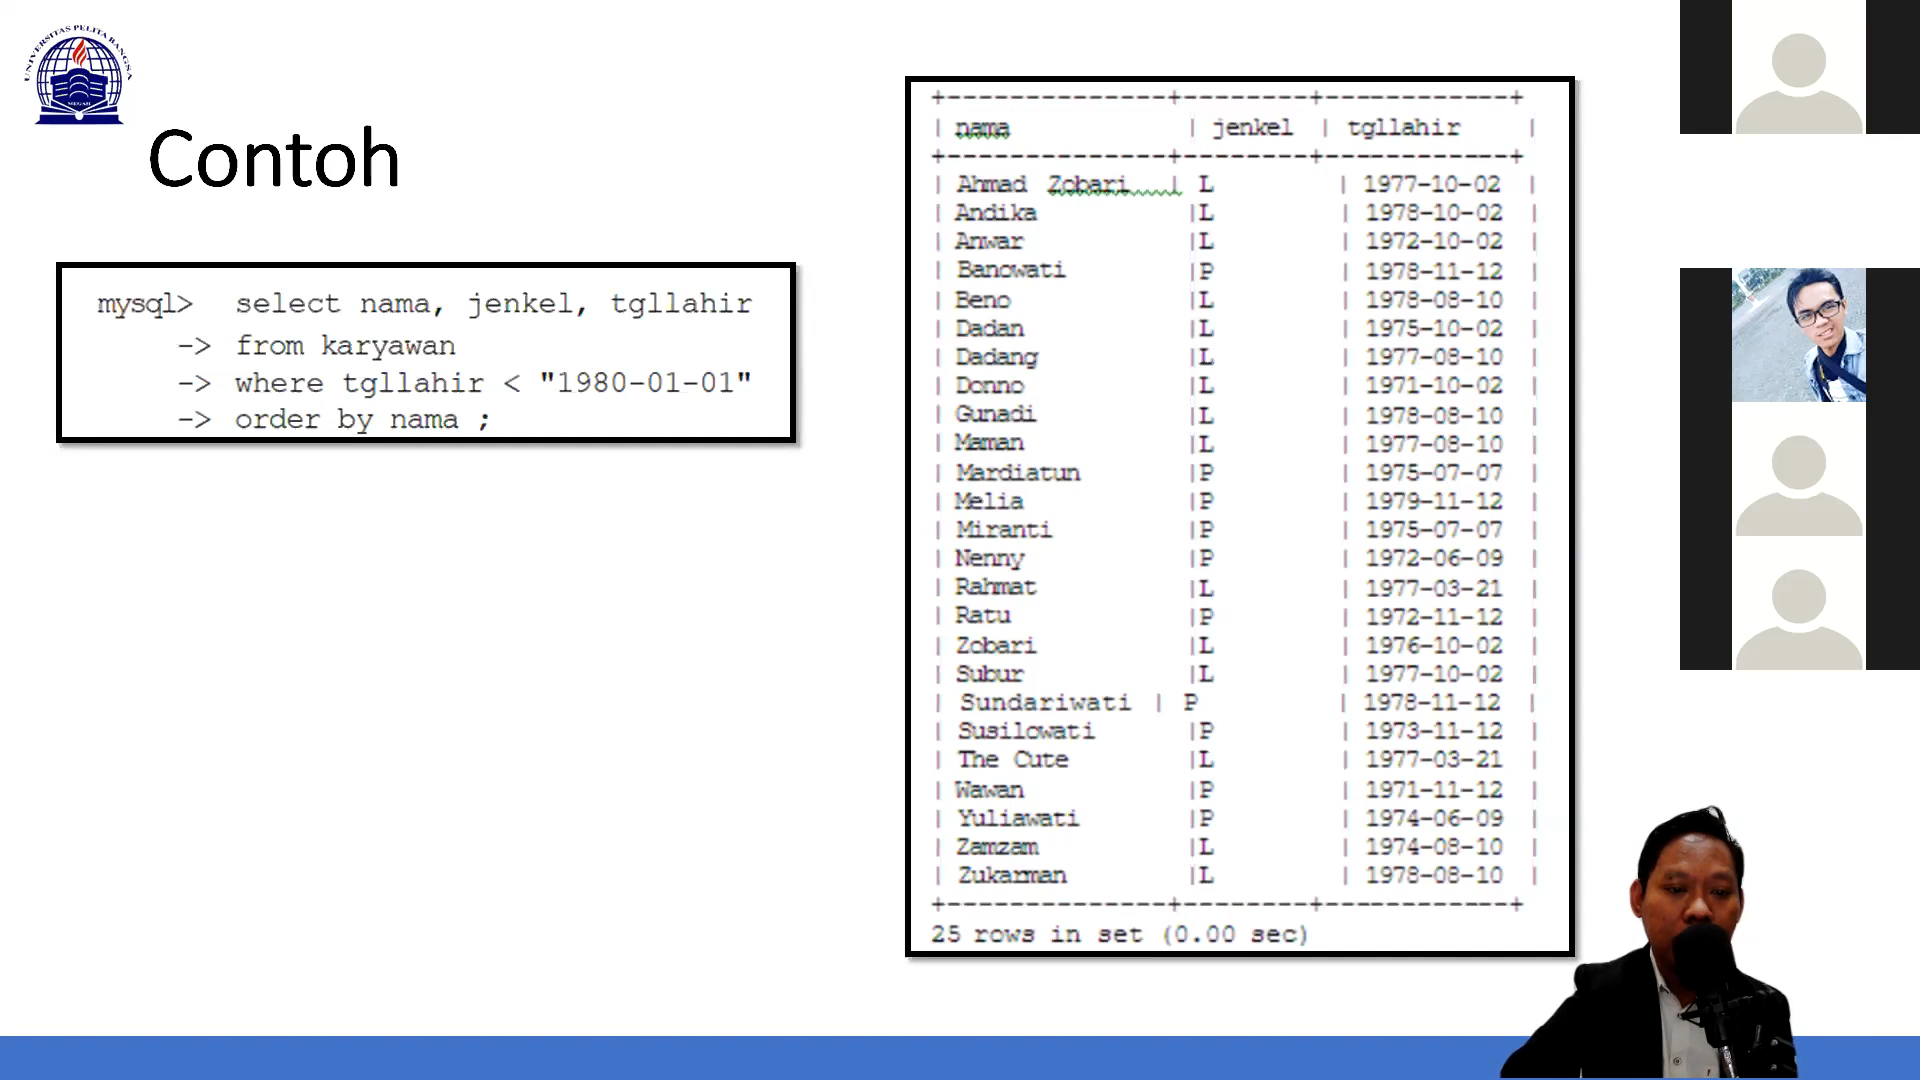 UNIVERSITAS PELITA BANGSA
Contoh
mysql> select nama, jenkel, tgllahir
-> from karyawan
-> where tgllahir < "1980-01-01"
-> order by nama ;
+---------------+--------+------------+
| nama | jenkel | tgllahir |
+---------------+--------+------------+
| Ahmad Zobari | L | 1977-10-02 |
| Andika |L | 1978-10-02 |
| Anwar |L | 1972-10-02 |
| Banowati |P | 1978-11-12 |
| Beno |L | 1978-08-10 |
| Dadan |L | 1975-10-02 |
| Dadang |L | 1977-08-10 |
| Donno |L | 1971-10-02 |
| Gunadi |L | 1978-08-10 |
| Maman |L | 1977-08-10 |
| Mardiatun |P | 1975-07-07 |
| Melia |P | 1979-11-12 |
| Miranti |P | 1975-07-07 |
| Nenny |P | 1972-06-09 |
| Rahmat |L | 1977-03-21 |
| Ratu |P | 1972-11-12 |
| Zobari |L | 1976-10-02 |
| Subur |L | 1977-10-02 |
| Sundariwati | P | 1978-11-12 |
| Susilowati |P | 1973-11-12 |
| The Cute |L | 1977-03-21 |
| Wawan |P | 1971-11-12 |
| Yuliawati |P | 1974-06-09 |
| Zamzam |L | 1974-08-10 |
| Zukarman |L | 1978-08-10 |
+---------------+--------+------------+
25 rows in set (0.00 sec)